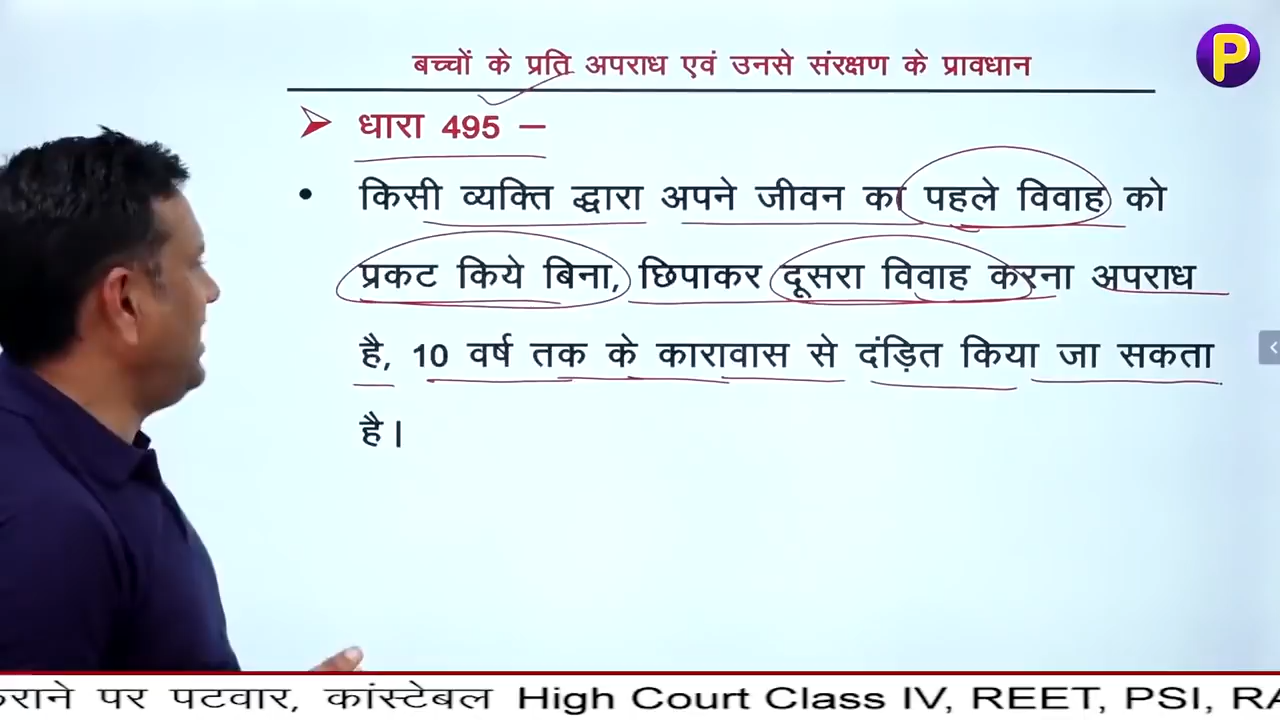 P
बच्चों के प्रति अपराध एवं उनसे संरक्षण के प्रावधान
धारा 495 –
किसी व्यक्ति द्धारा अपने जीवन का पहले विवाह को
प्रकट किये बिना, छिपाकर दूसरा विवाह करना अपराध
है, 10 वर्ष तक के कारावास से दंड़ित किया जा सकता
है।
कराने पर पटवार, कांस्टेबल High Court Class IV, REET, PSI, RA